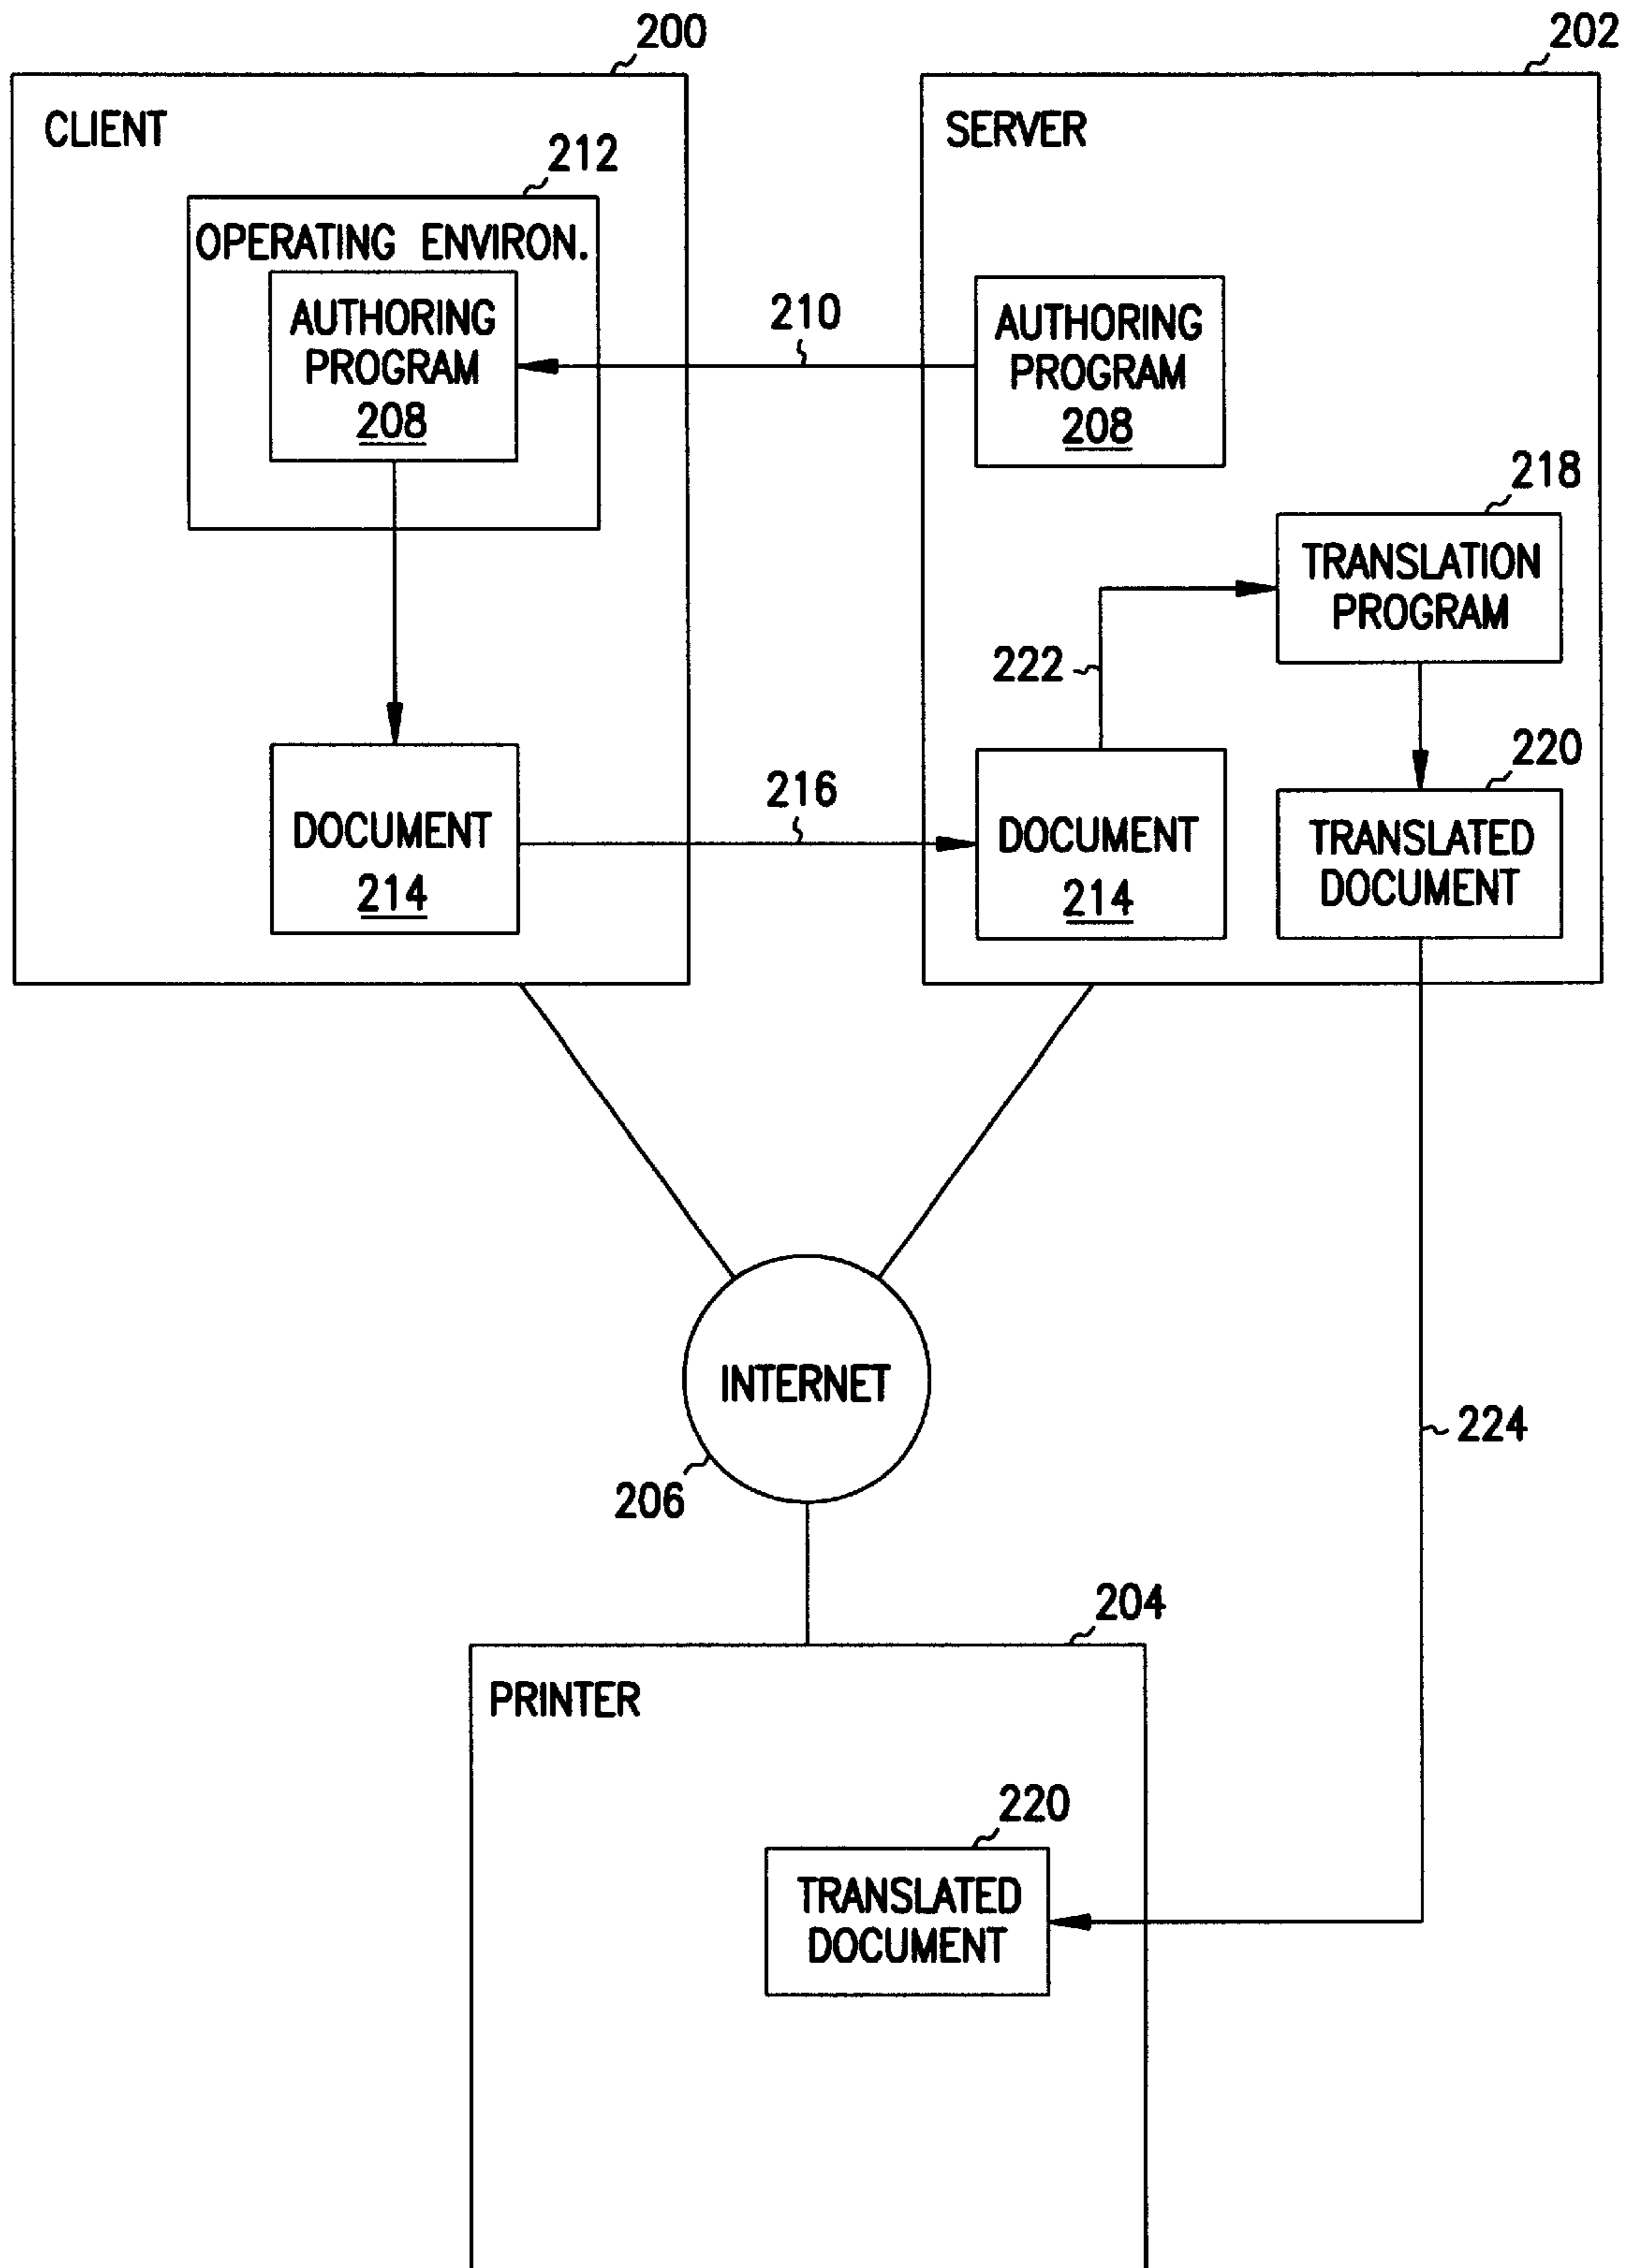 200
202
CLIENT
SERVER
212
OPERATING ENVIRON.
AUTHORING
PROGRAM
208
210
AUTHORING
PROGRAM
208
218
TRANSLATION
PROGRAM
222
220
216
DOCUMENT
214
DOCUMENT
214
TRANSLATED
DOCUMENT
INTERNET
206
224
204
PRINTER
220
TRANSLATED
DOCUMENT